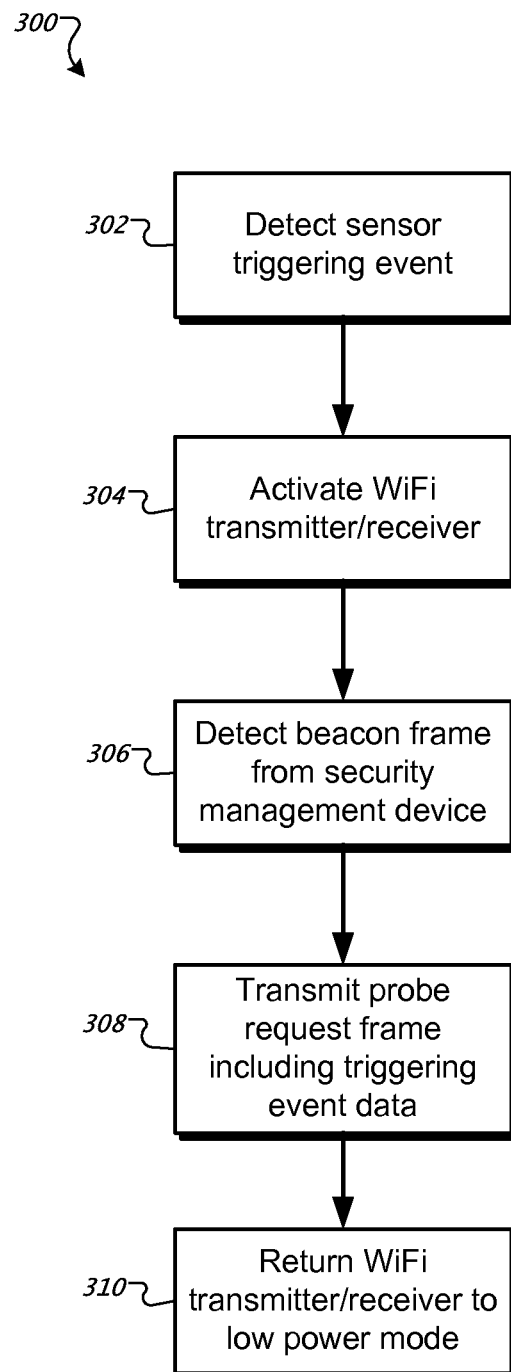 300
302
Detect sensor
triggering event
304
Activate WiFi
transmitter/receiver
306
Detect beacon frame
from security
management device
308
Transmit probe
request frame
including triggering
event data
310
Return WiFi
transmitter/receiver to
low power mode